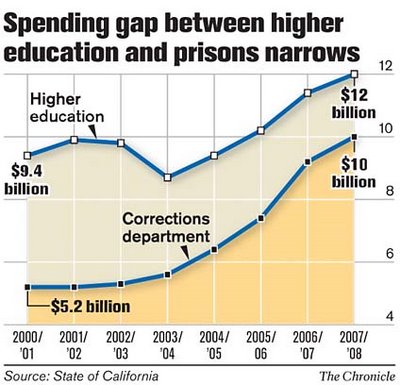 Spending gap between higher
education and prisons narrows
12
Higher
education
$12
billion
10
$9.4
billion
$10
billion
8
Corrections
department
6
$5.2 billion
4
2000/ 2001/ 2002/ 2003/ 2004/ 2005/ 2006/ 2007/
'01 '02 '03 '04 '05 06 '07 '08
Source: State of California The Chronicle